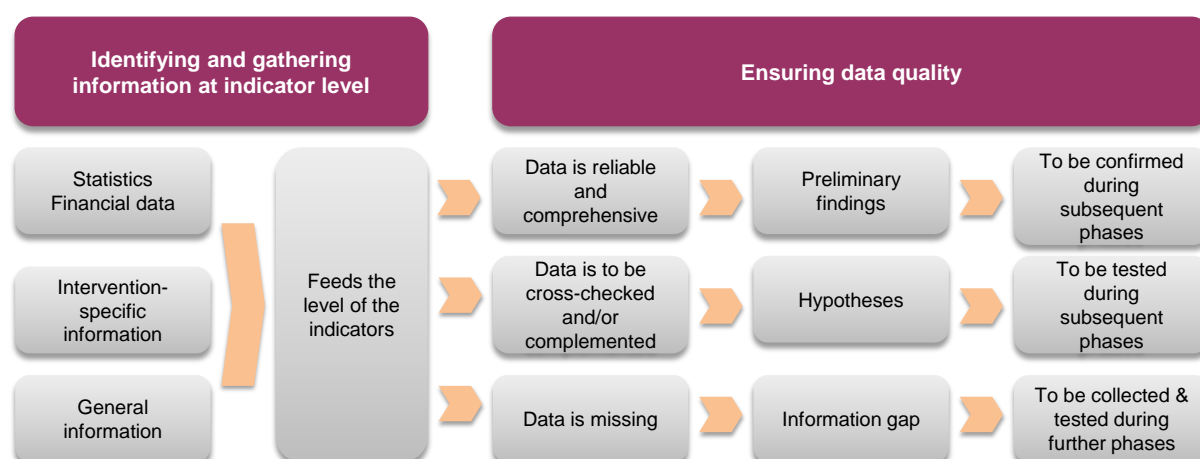 Identifying and gathering
information at indicator level
Ensuring data quality
Statistics
Financial data
Intervention-
specific
information
General
information
Feeds the
level of the
indicators
Data is reliable
and
comprehensive
Preliminary
findings
To be confirmed
during
subsequent
phases
Data is to be
cross-checked
and/or
complemented
Hypotheses
To be tested
during
subsequent
phases
Data is missing
Information gap
To be collected &
tested during
further phases